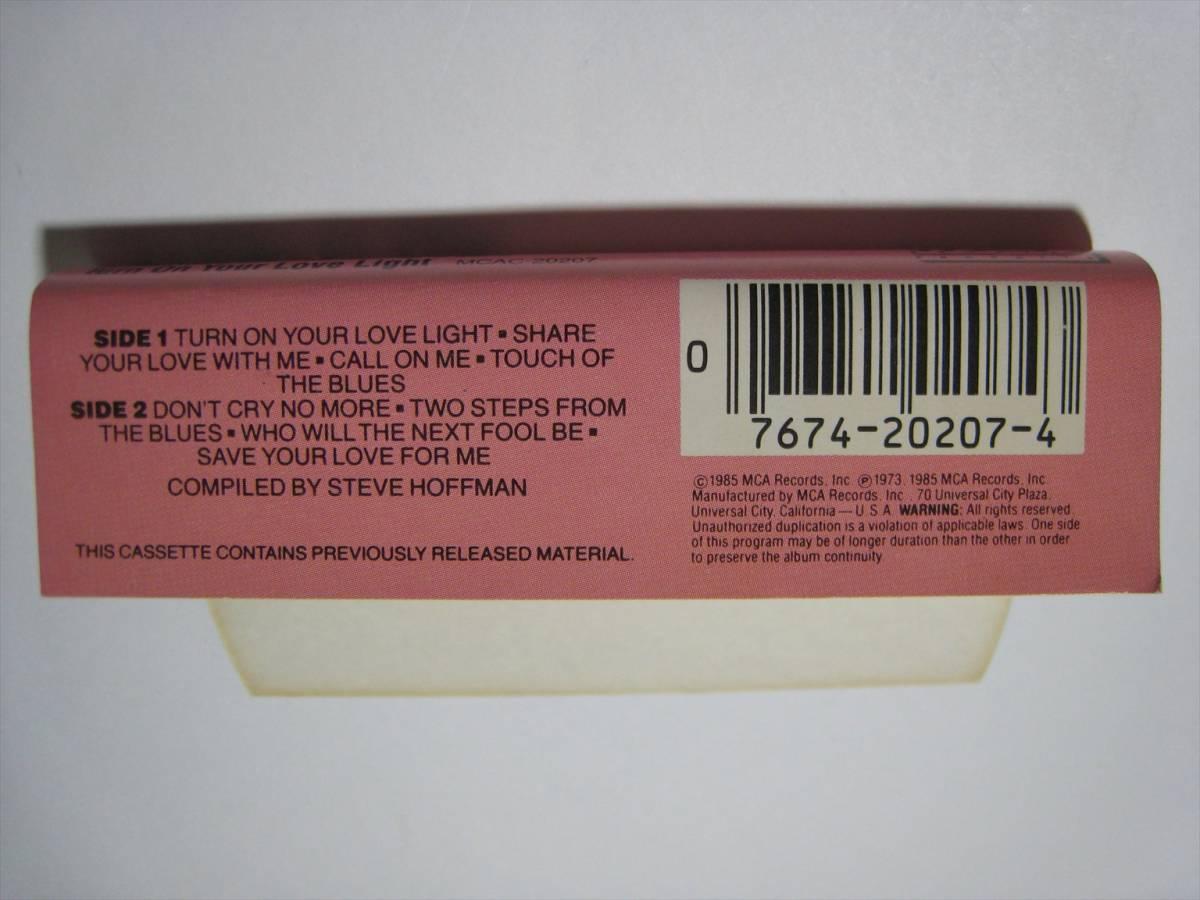 Turn On Your Love Light MCAC-20207
SIDE 1 TURN ON YOUR LOVE LIGHT ▪ SHARE
YOUR LOVE WITH ME ▪ CALL ON ME ▪ TOUCH OF
THE BLUES
SIDE 2 DON'T CRY NO MORE ▪ TWO STEPS FROM
THE BLUES ▪ WHO WILL THE NEXT FOOL BE ▪
SAVE YOUR LOVE FOR ME
COMPILED BY STEVE HOFFMAN
THIS CASSETTE CONTAINS PREVIOUSLY RELEASED MATERIAL.
0
7674-20207-4
©1985 MCA Records, Inc ℗1973, 1985 MCA Records, Inc.
Manufactured by MCA Records, Inc., 70 Universal City Plaza,
Universal City, California — U.S.A. WARNING: All rights reserved.
Unauthorized duplication is a violation of applicable laws. One side
of this program may be of longer duration than the other in order
to preserve the album continuity.